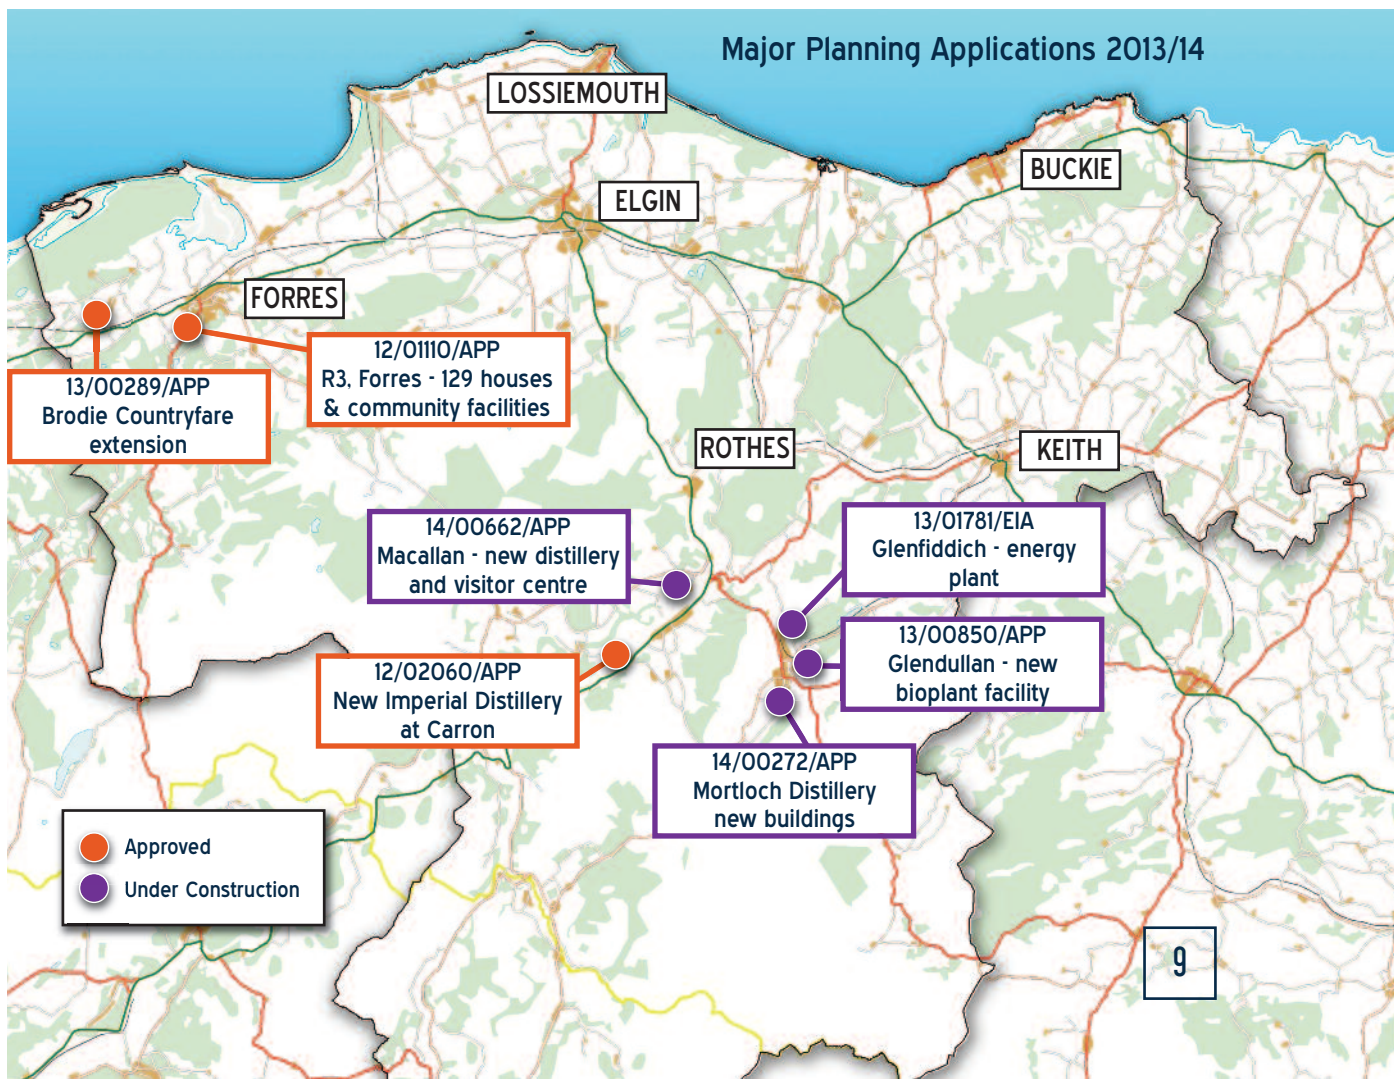 Major Planning Applications 2013/14
LOSSIEMOUTH
BUCKIE
ELGIN
FORRES
12/01110/APP
R3, Forres - 129 houses
& community facilities
13/00289/APP
Brodie Countryfare
extension
ROTHES
KEITH
14/00662/APP
Macallan - new distillery
and visitor centre
13/01781/EIA
Glenfiddich - energy
plant
13/00850/APP
Glendullan - new
bioplant facility
12/02060/APP
New Imperial Distillery
at Carron
14/00272/APP
Mortloch Distillery
new buildings
Approved
Under Construction
9